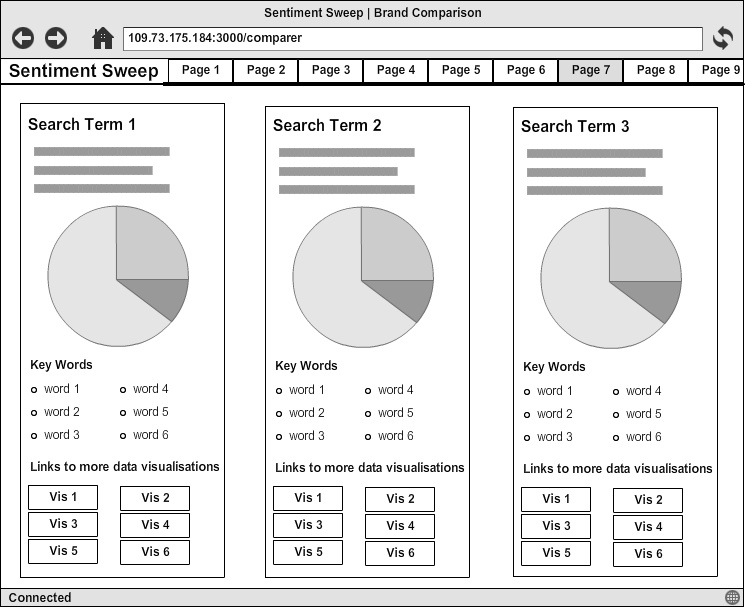 Sentiment Sweep | Brand Comparison
109.73.175.184:3000/comparer
Sentiment Sweep Page 1 Page 2 Page 3 Page 4 Page 5 Page 6 Page 7 Page 8 Page 9
Search Term 1
Key Words
word 1 word 4
word 2 word 5
word 3 word 6
Links to more data visualisations
Vis 1 Vis 2
Vis 3 Vis 4
Vis 5 Vis 6
Search Term 2
Key Words
word 1 word 4
word 2 word 5
word 3 word 6
Links to more data visualisations
Vis 1 Vis 2
Vis 3 Vis 4
Vis 5 Vis 6
Search Term 3
Key Words
word 1 word 4
word 2 word 5
word 3 word 6
Links to more data visualisations
Vis 1 Vis 2
Vis 3 Vis 4
Vis 5 Vis 6
Connected